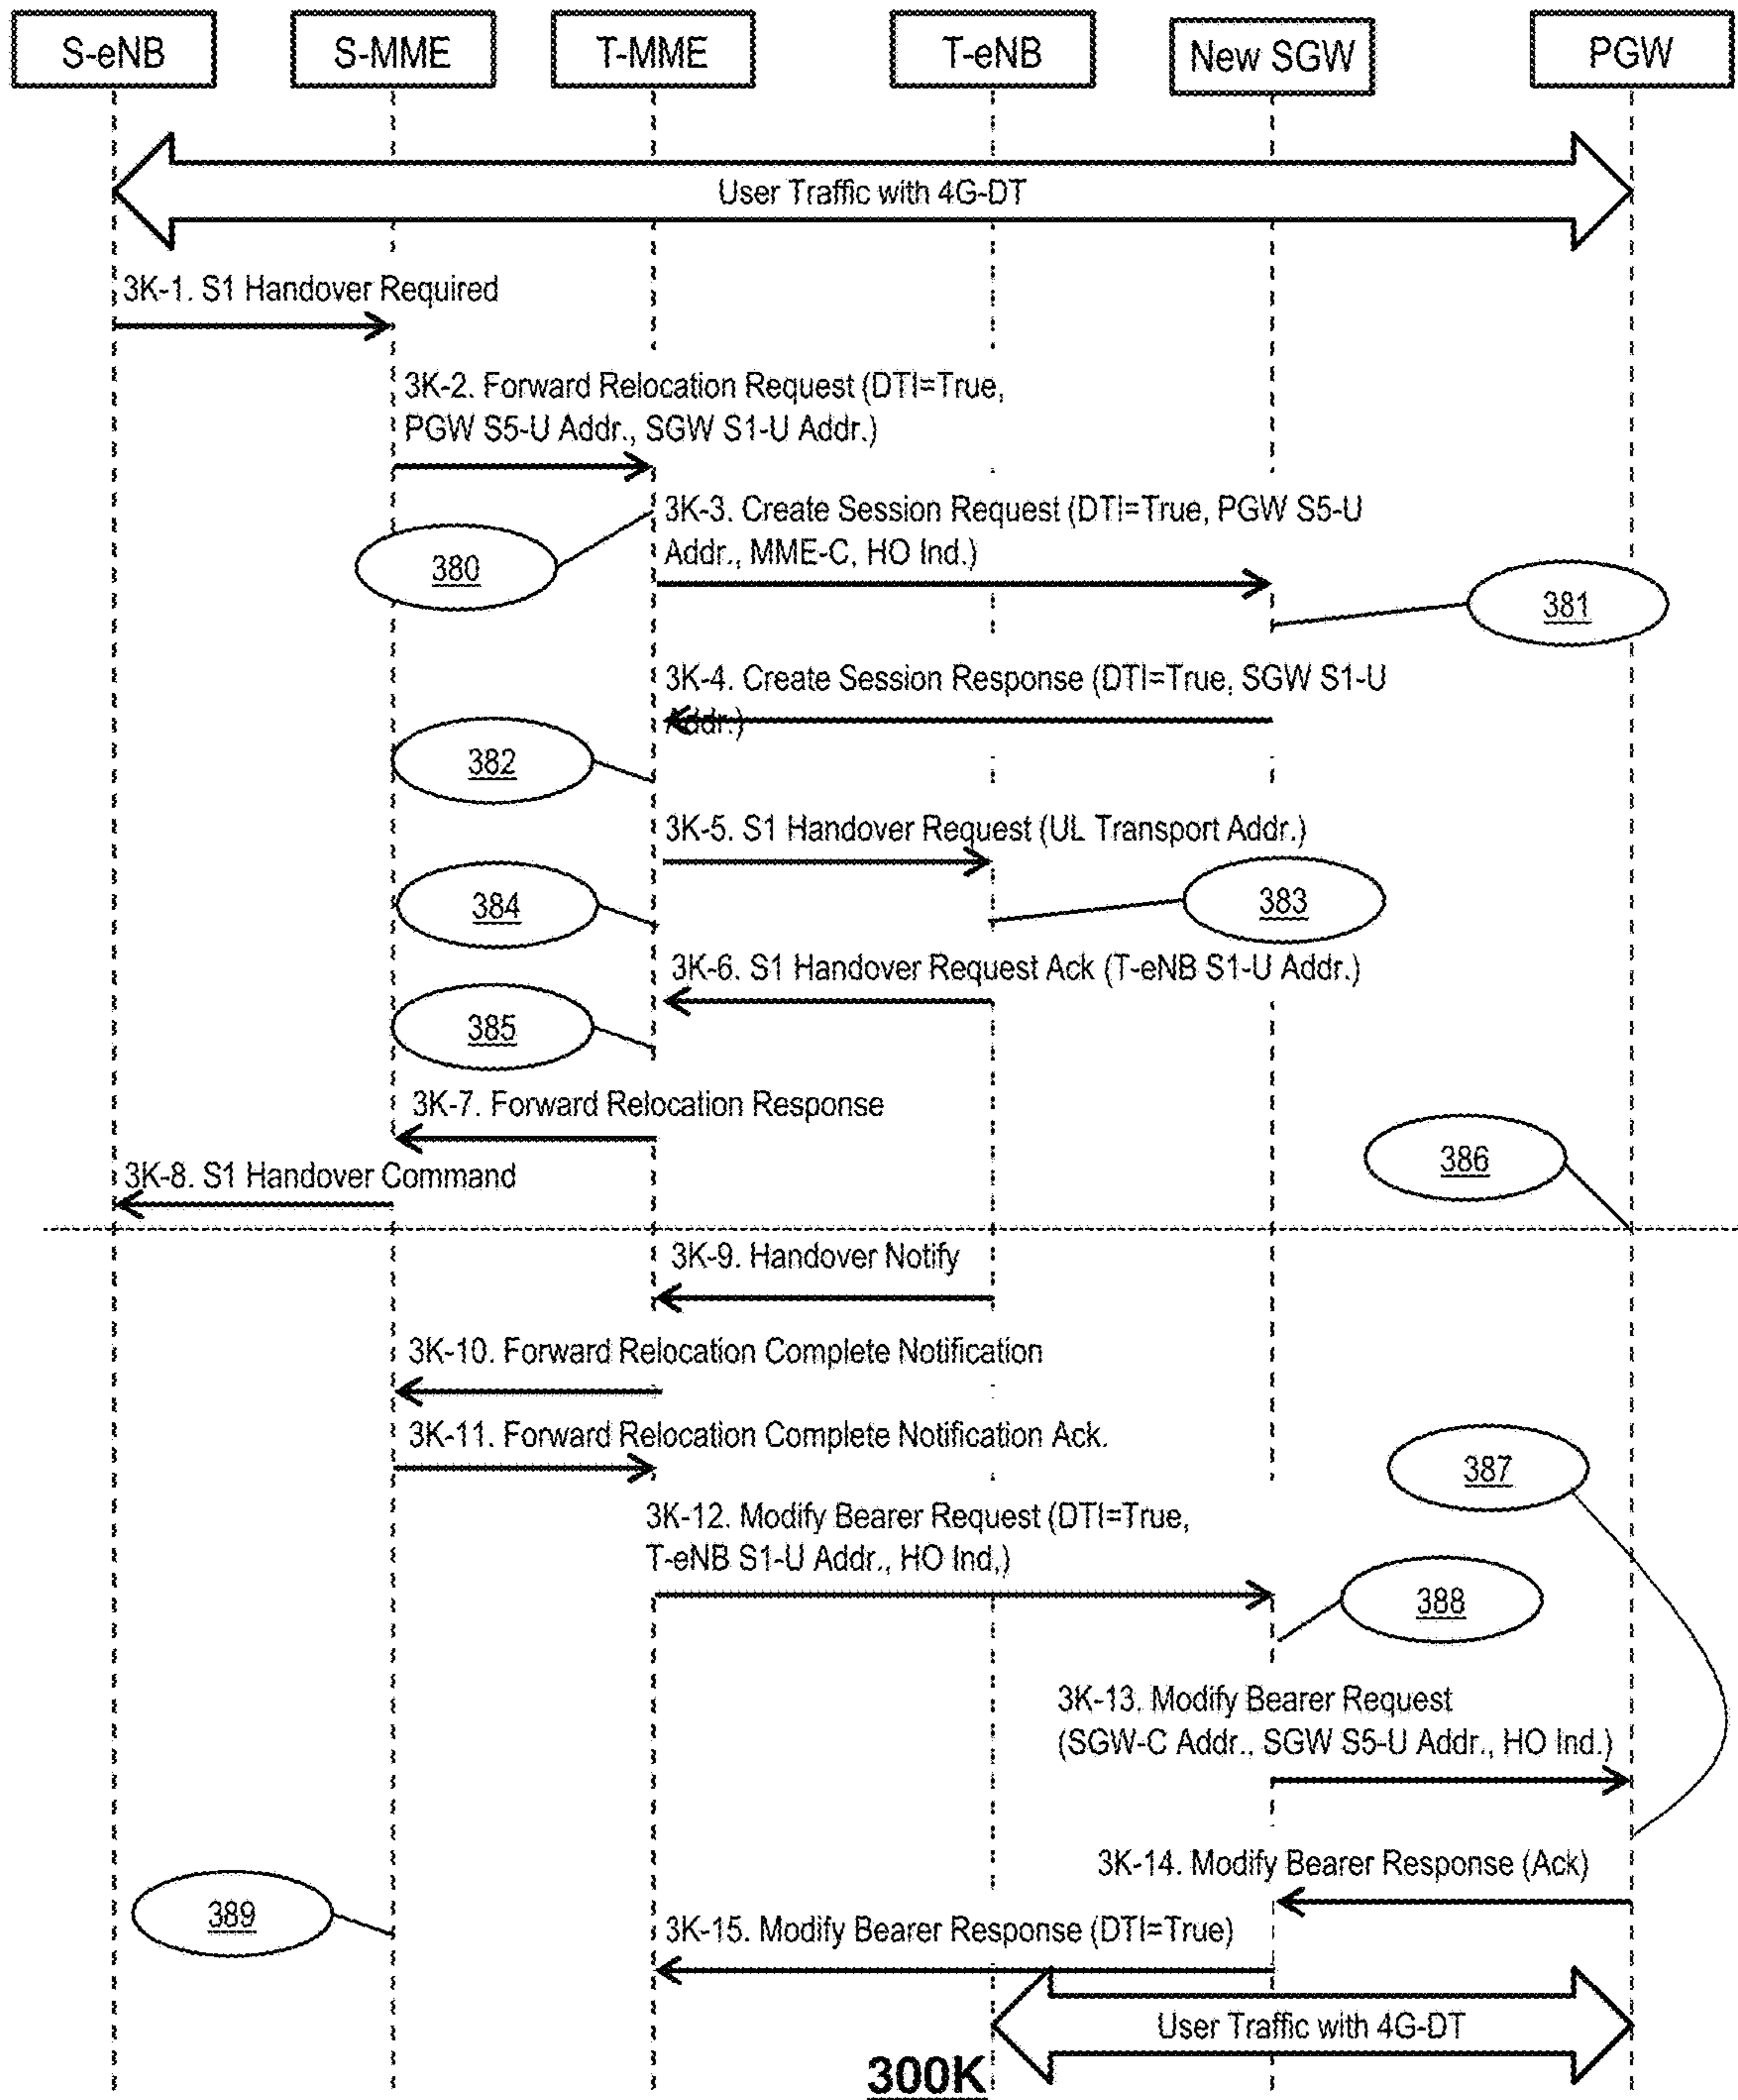 S-eNB
S-MME
T-MME
T-eNB
New SGW
PGW
User Traffic with 4G-DT
3K-1. S1 Handover Required
3K-2. Forward Relocation Request (DTI=True,
PGW S5-U Addr., SGW S1-U Addr.)
3K-3. Create Session Request (DTI=True, PGW S5-U
Addr., MME-C, HO Ind.)
380
381
3K-4. Create Session Response (DTI=True, SGW S1-U
Addr.)
382
3K-5. S1 Handover Request (UL Transport Addr.)
384
383
3K-6. S1 Handover Request Ack (T-eNB S1-U Addr.)
385
3K-7. Forward Relocation Response
386
3K-8. S1 Handover Command
3K-9. Handover Notify
3K-10. Forward Relocation Complete Notification
3K-11. Forward Relocation Complete Notification Ack.
387
3K-12. Modify Bearer Request (DTI=True,
T-eNB S1-U Addr., HO Ind,)
388
3K-13. Modify Bearer Request
(SGW-C Addr., SGW S5-U Addr., HO Ind.)
3K-14. Modify Bearer Response (Ack)
389
3K-15. Modify Bearer Response (DTI=True)
User Traffic with 4G-DT
300K